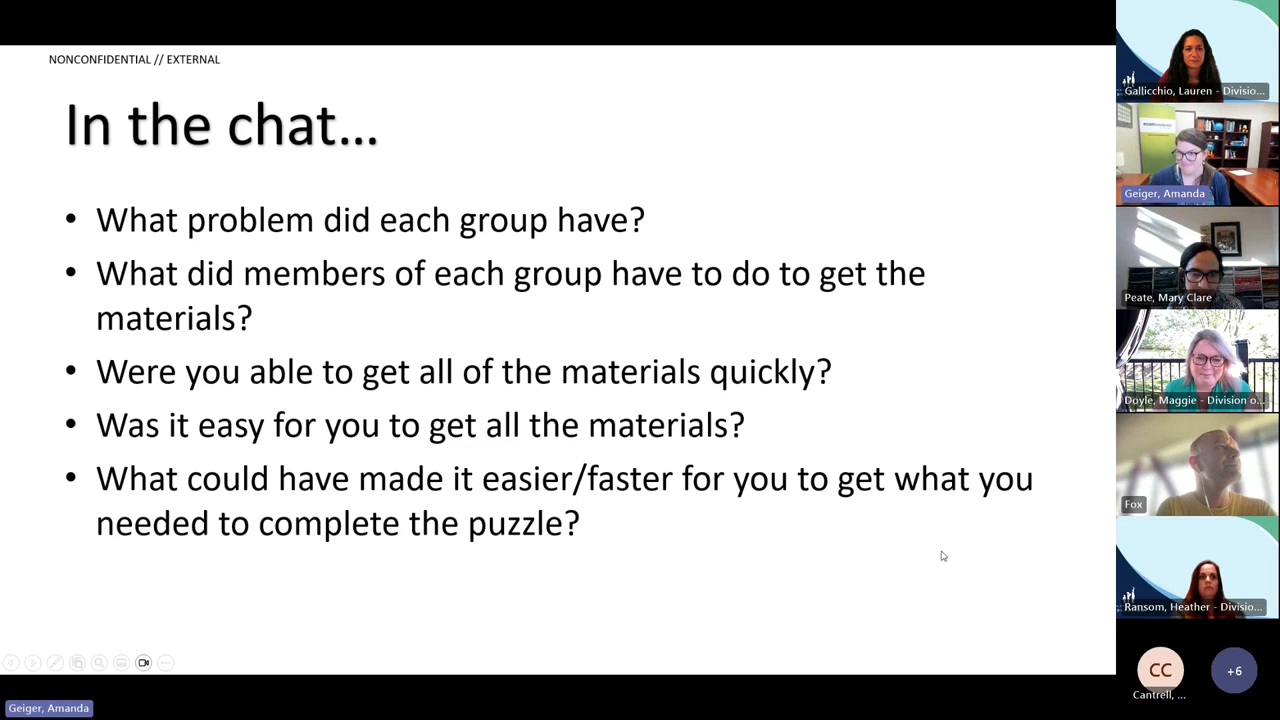 NONCONFIDENTIAL // EXTERNAL
In the chat...
• What problem did each group have?
• What did members of each group have to do to get the
materials?
• Were you able to get all of the materials quickly?
• Was it easy for you to get all the materials?
• What could have made it easier/faster for you to get what you
needed to complete the puzzle?
Gallicchio, Lauren - Divisio...
Geiger, Amanda
Peate, Mary Clare
Doyle, Maggie - Division o...
Fox
Ransom, Heather - Divisio...
CC
Cantrell, ...
+6
Geiger, Amanda